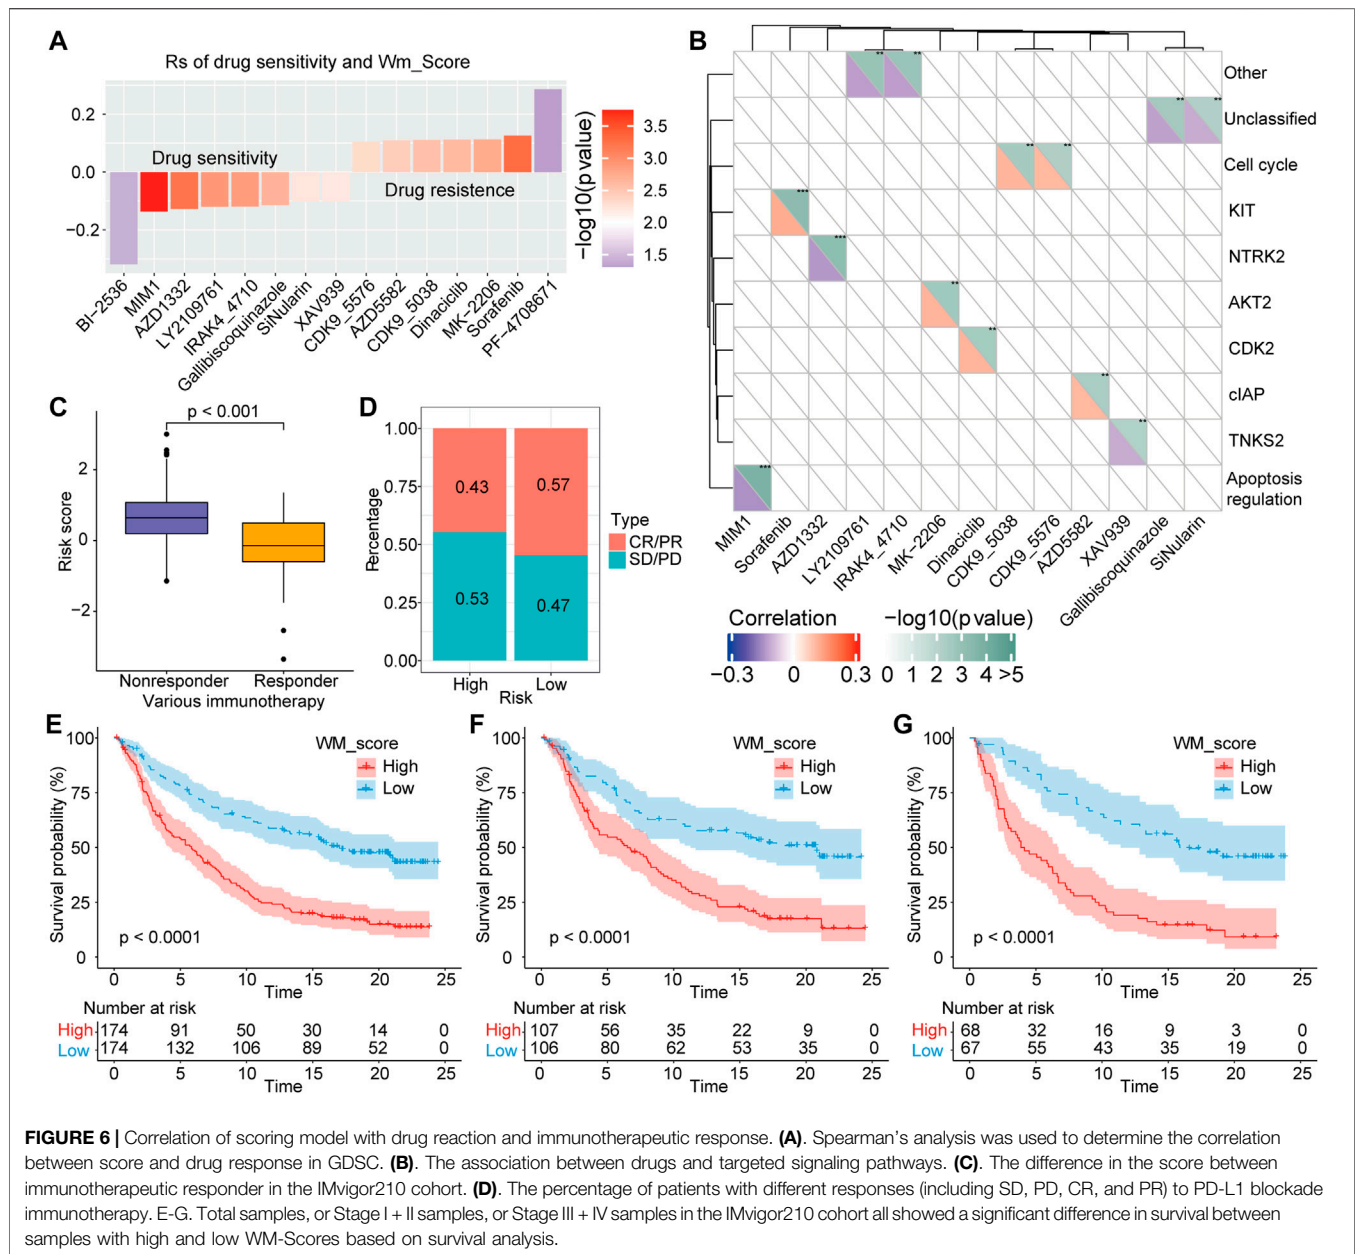 A
Rs of drug sensitivity and Wm_Score
0.2
0.0
−0.2
Drug sensitivity
Drug resistence
−log10(p value)
3.5
3.0
2.5
2.0
1.5
BI−2536
MIM1
AZD1332
LY2109761
IRAK4_4710
Gallibiscoquinazole
SiNularin
XAV939
CDK9_5576
AZD5582
CDK9_5038
Dinaciclib
MK−2206
Sorafenib
PF−4708671
B
** ** Other
** ** Unclassified
** ** Cell cycle
*** KIT
*** NTRK2
** AKT2
** CDK2
** cIAP
** TNKS2
*** Apoptosis
regulation
MIM1
Sorafenib
AZD1332
LY2109761
IRAK4_4710
MK−2206
Dinaciclib
CDK9_5038
CDK9_5576
AZD5582
XAV939
Gallibiscoquinazole
SiNularin
Correlation
−0.3 0 0.3
−log10(p value)
0 1 2 3 4 >5
C
p < 0.001
Risk score
2
0
−2
Nonresponder Responder
Various immunotherapy
D
Percentage
1.00
0.75
0.50
0.25
0.00
0.43 0.57
0.53 0.47
High Low
Risk
Type
CR/PR
SD/PD
E
Survival probability (%)
100
75
50
25
0
WM_score
High
Low
p < 0.0001
0 5 10 15 20 25
Time
Number at risk
High 174 91 50 30 14 0
Low 174 132 106 89 52 0
0 5 10 15 20 25
Time
F
Survival probability (%)
100
75
50
25
0
WM_score
High
Low
p < 0.0001
0 5 10 15 20 25
Time
Number at risk
High 107 56 35 22 9 0
Low 106 80 62 53 35 0
0 5 10 15 20 25
Time
G
Survival probability (%)
100
75
50
25
0
WM_score
High
Low
p < 0.0001
0 5 10 15 20 25
Time
Number at risk
High 68 32 16 9 3 0
Low 67 55 43 35 19 0
0 5 10 15 20 25
Time
FIGURE 6 | Correlation of scoring model with drug reaction and immunotherapeutic response. (A). Spearman's analysis was used to determine the correlation
between score and drug response in GDSC. (B). The association between drugs and targeted signaling pathways. (C). The difference in the score between
immunotherapeutic responder in the IMvigor210 cohort. (D). The percentage of patients with different responses (including SD, PD, CR, and PR) to PD-L1 blockade
immunotherapy. E-G. Total samples, or Stage I + II samples, or Stage III + IV samples in the IMvigor210 cohort all showed a significant difference in survival between
samples with high and low WM-Scores based on survival analysis.